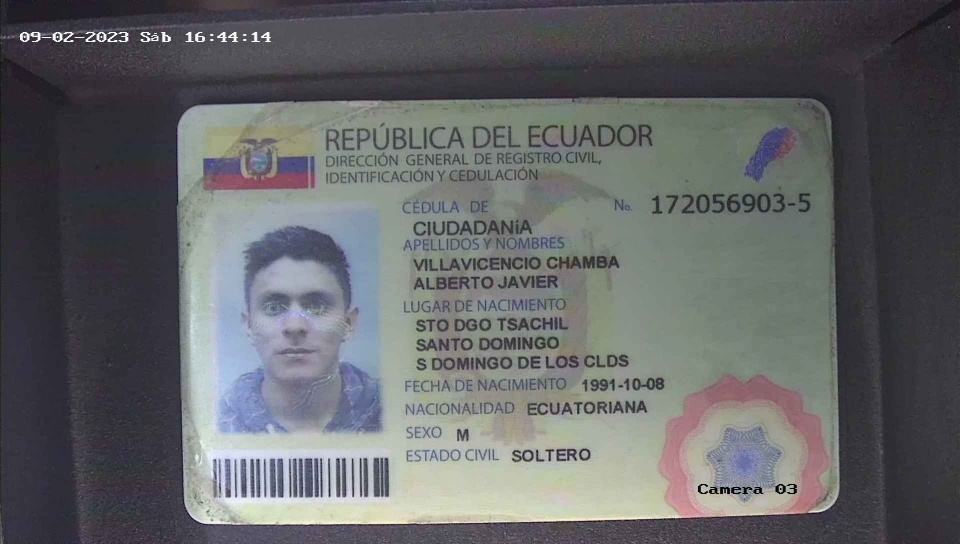 09-02-2023 Sáb 16:44:14
REPÚBLICA DEL ECUADOR
DIRECCIÓN GENERAL DE REGISTRO CIVIL,
IDENTIFICACIÓN Y CEDULACIÓN
CÉDULA DE No. 172056903-5
CIUDADANíA
APELLIDOS Y NOMBRES
VILLAVICENCIO CHAMBA
ALBERTO JAVIER
LUGAR DE NACIMIENTO
STO DGO TSACHIL
SANTO DOMINGO
S DOMINGO DE LOS CLDS
FECHA DE NACIMIENTO 1991-10-08
NACIONALIDAD ECUATORIANA
SEXO M
ESTADO CIVIL SOLTERO
Camera 03